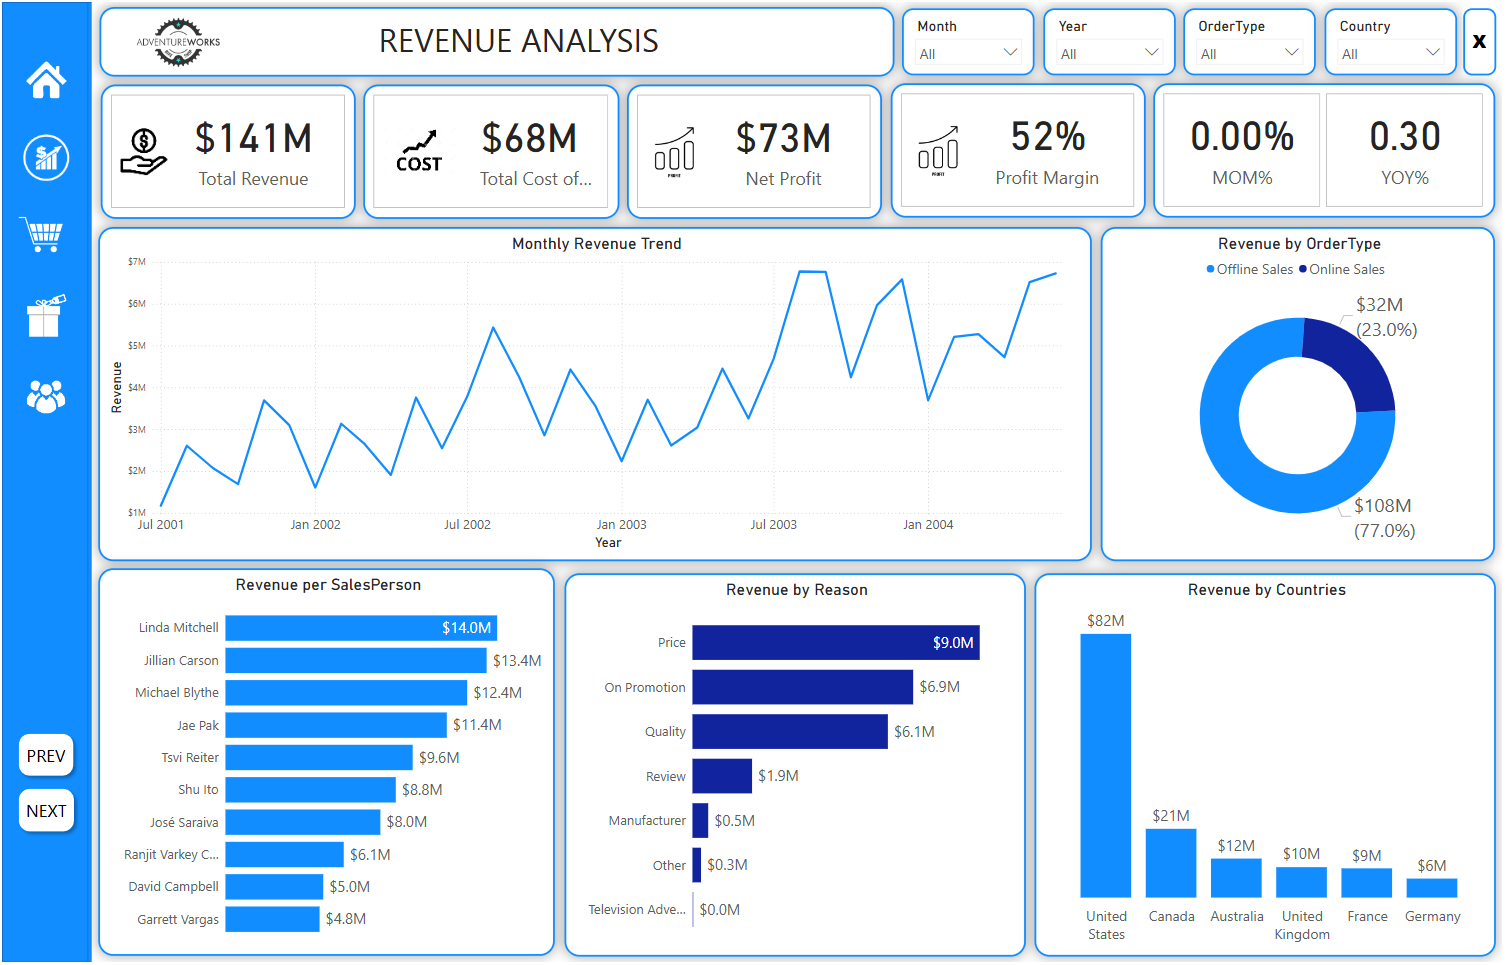 ADVENTUREWORKS
REVENUE ANALYSIS
Month
All
Year
All
OrderType
All
Country
All
X
$141M
Total Revenue
COST
$68M
Total Cost of...
PROFIT
$73M
Net Profit
PROFIT
52%
Profit Margin
0.00%
MOM%
0.30
YOY%
Monthly Revenue Trend
$7M
$6M
$5M
$4M
$3M
$2M
$1M
Revenue
Jul 2001
Jan 2002
Jul 2002
Jan 2003
Jul 2003
Jan 2004
Year
Revenue by OrderType
Offline Sales
Online Sales
$32M
(23.0%)
$108M
(77.0%)
Revenue per SalesPerson
Linda Mitchell $14.0M
Jillian Carson $13.4M
Michael Blythe $12.4M
Jae Pak $11.4M
Tsvi Reiter $9.6M
Shu Ito $8.8M
José Saraiva $8.0M
Ranjit Varkey C... $6.1M
David Campbell $5.0M
Garrett Vargas $4.8M
Revenue by Reason
Price $9.0M
On Promotion $6.9M
Quality $6.1M
Review $1.9M
Manufacturer $0.5M
Other $0.3M
Television Adve... $0.0M
Revenue by Countries
$82M
$21M
$12M
$10M
$9M
$6M
United
States
Canada
Australia
United
Kingdom
France
Germany
PREV
NEXT